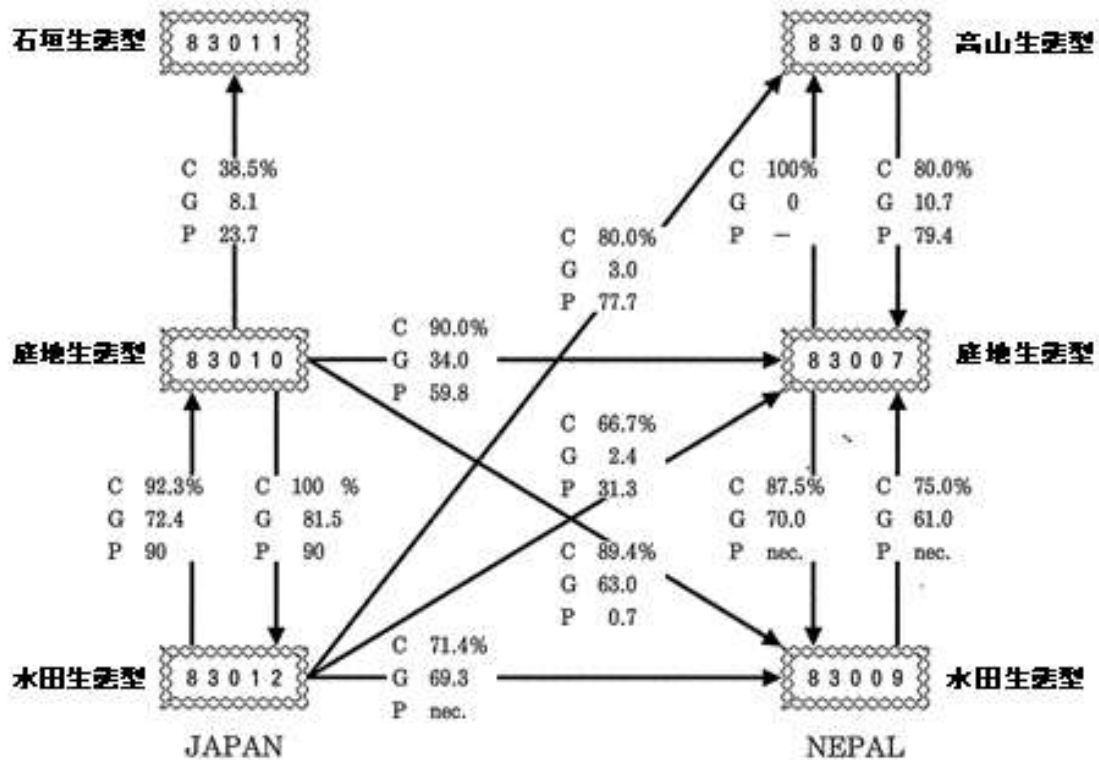 石垣生態型
83011
83006
高山生態型
C 38.5%
G 8.1
P 23.7
C 100%
G 0
P －
C 80.0%
G 10.7
P 79.4
C 80.0%
G 3.0
P 77.7
庭地生態型
83010
C 90.0%
G 34.0
P 59.8
83007
庭地生態型
C 66.7%
G 2.4
P 31.3
C 92.3%
G 72.4
P 90
C 100 %
G 81.5
P 90
C 87.5%
G 70.0
P nec.
C 75.0%
G 61.0
P nec.
C 89.4%
G 63.0
P 0.7
水田生態型
83012
C 71.4%
G 69.3
P nec.
83009
水田生態型
JAPAN
NEPAL